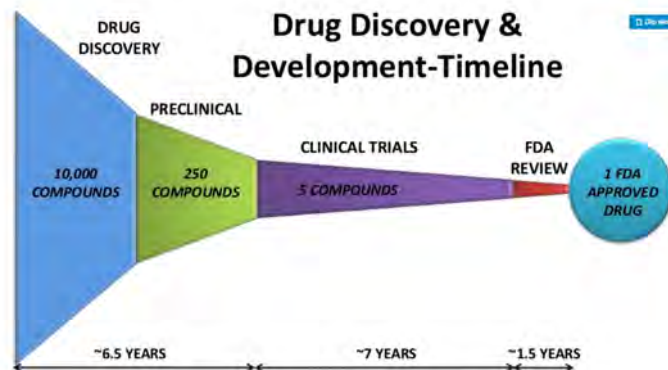 DRUG
DISCOVERY
Drug Discovery &
Development-Timeline
PRECLINICAL
CLINICAL TRIALS
FDA
REVIEW
10,000
COMPOUNDS
250
COMPOUNDS
5 COMPOUNDS
1 FDA
APPROVED
DRUG
~6.5 YEARS
~7 YEARS
~1.5 YEARS